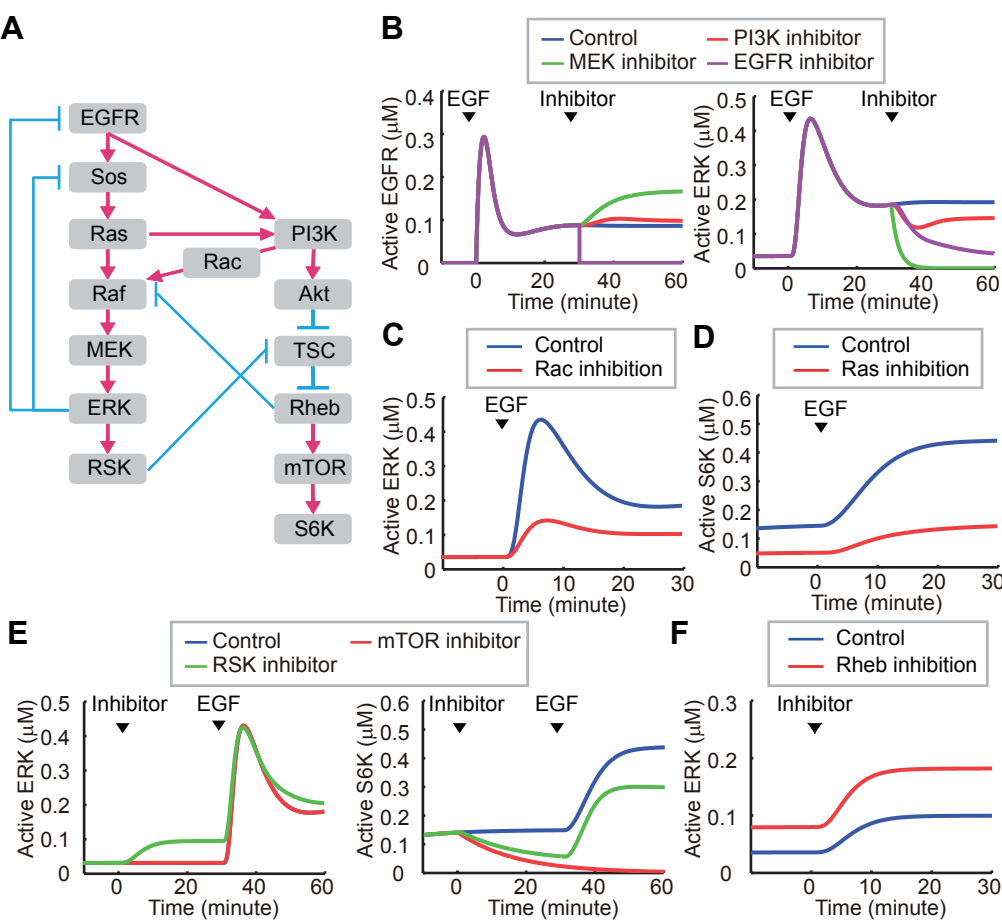 A
EGFR
Sos
Ras
PI3K
Rac
Raf
Akt
MEK
TSC
ERK
Rheb
RSK
mTOR
S6K
B
Control
PI3K inhibitor
MEK inhibitor
EGFR inhibitor
Active EGFR (μM)
0.4
0.3
0.2
0.1
0
EGF
Inhibitor
0 20 40 60
Time (minute)
Active ERK (μM)
0.5
0.4
0.3
0.2
0.1
0
EGF
Inhibitor
0 20 40 60
Time (minute)
C
Control
Rac inhibition
Active ERK (μM)
0.5
0.4
0.3
0.2
0.1
0
EGF
0 10 20 30
Time (minute)
D
Control
Ras inhibition
Active S6K (μM)
0.6
0.5
0.4
0.3
0.2
0.1
0
EGF
0 10 20 30
Time (minute)
E
Control
mTOR inhibitor
RSK inhibitor
Active ERK (μM)
0.5
0.4
0.3
0.2
0.1
0
Inhibitor
EGF
0 20 40 60
Time (minute)
Active S6K (μM)
0.6
0.5
0.4
0.3
0.2
0.1
0
Inhibitor
EGF
0 20 40 60
Time (minute)
F
Control
Rheb inhibition
Active ERK (μM)
0.3
0.2
0.1
0
Inhibitor
0 10 20 30
Time (minute)